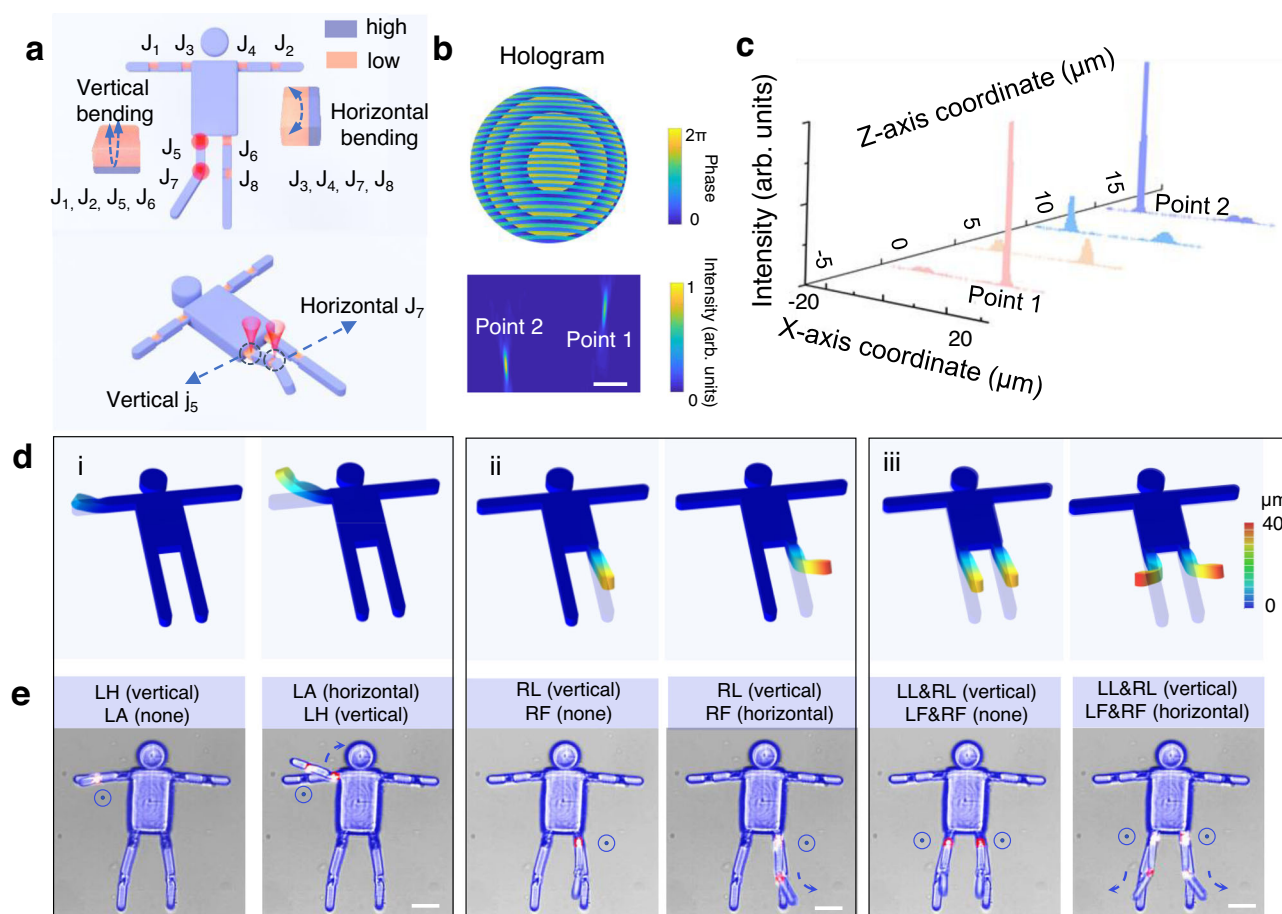 a
high
low
J1 J3 J4 J2
Vertical
bending
Horizontal
bending
J5
J6
J7
J8
J1, J2, J5, J6
J3, J4, J7, J8
Horizontal J7
Vertical j5
b
Hologram
2π
Phase
0
1
Intensity (arb. units)
0
Point 2
Point 1
c
Intensity (arb. units)
Z-axis coordinate (μm)
X-axis coordinate (μm)
-5
0
5
10
15
-20
20
Point 1
Point 2
d
i
ii
iii
μm
40
0
e
LH (vertical)
LA (none)
LA (horizontal)
LH (vertical)
RL (vertical)
RF (none)
RL (vertical)
RF (horizontal)
LL&RL (vertical)
LF&RF (none)
LL&RL (vertical)
LF&RF (horizontal)